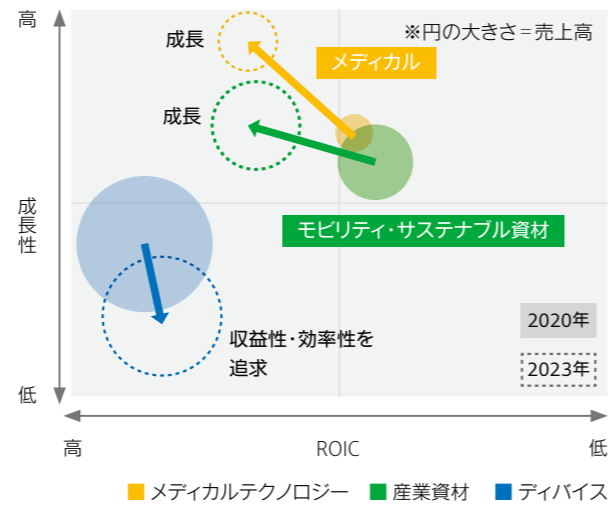 高
成長
※円の大きさ=売上高
メディカル
成長
成長性
モビリティ・サステナブル資材
2020年
収益性・効率性を
追求
2023年
低
高
ROIC
低
メディカルテクノロジー
産業資材
ディバイス